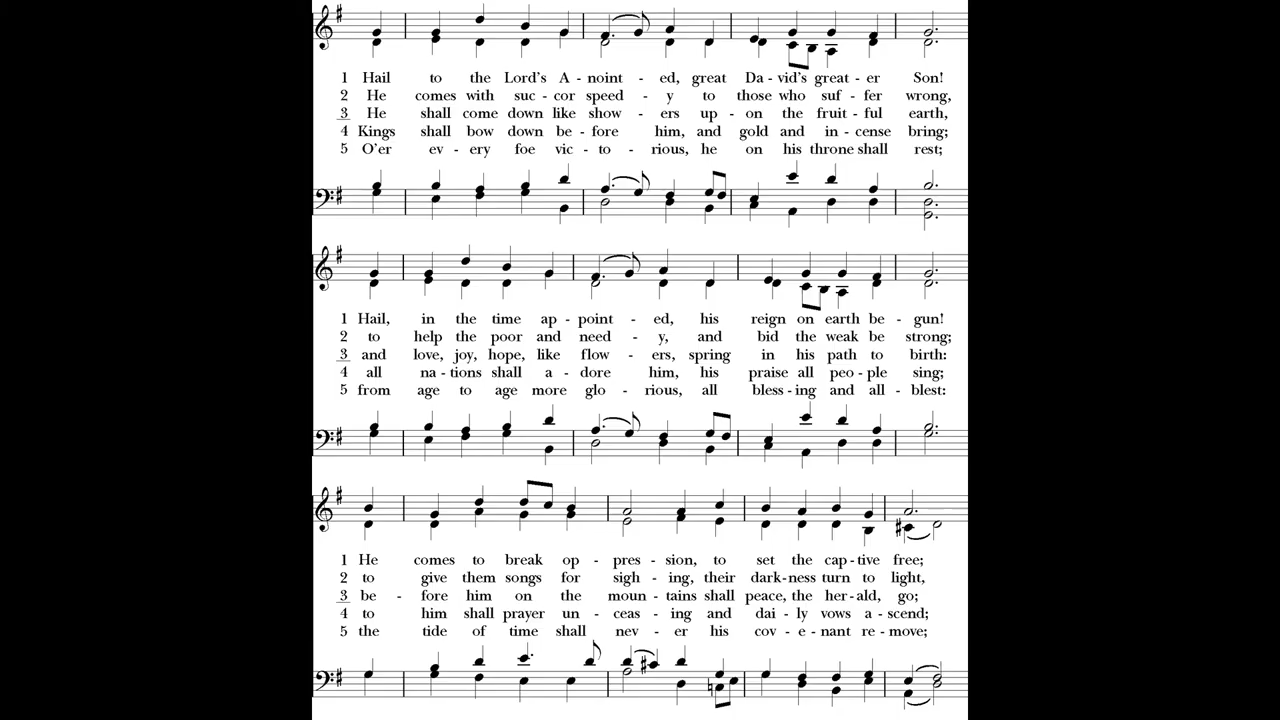 1 Hail to the Lord's A - noint - ed, great Da - vid's great - er Son!
2 He comes with suc - cor speed - y to those who suf - fer wrong,
3 He shall come down like show - ers up - on the fruit - ful earth,
4 Kings shall bow down be - fore him, and gold and in - cense bring;
5 O'er ev - ery foe vic - to - rious, he on his throne shall rest;
1 Hail, in the time ap - point - ed, his reign on earth be - gun!
2 to help the poor and need - y, and bid the weak be strong;
3 and love, joy, hope, like flow - ers, spring in his path to birth:
4 all na - tions shall a - dore him, his praise all peo - ple sing;
5 from age to age more glo - rious, all bless - ing and all - blest:
1 He comes to break op - pres - sion, to set the cap - tive free;
2 to give them songs for sigh - ing, their dark - ness turn to light,
3 be - fore him on the moun - tains shall peace, the her - ald, go;
4 to him shall prayer un - ceas - ing and dai - ly vows a - scend;
5 the tide of time shall nev - er his cov - e - nant re - move;